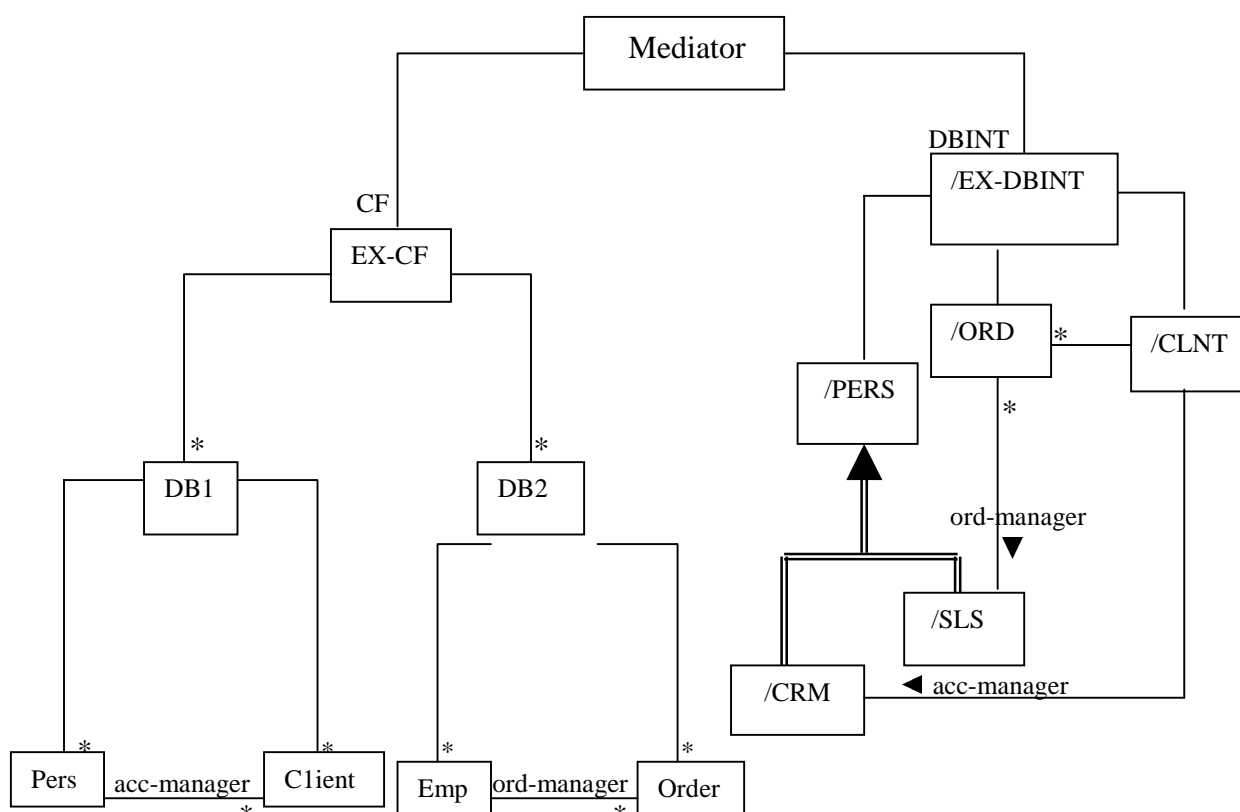 Mediator
DBINT
/EX-DBINT
CF
EX-CF
/ORD
*
/CLNT
/PERS
*
*
*
DB1
DB2
ord-manager
/SLS
/CRM
acc-manager
*
*
*
*
Pers
acc-manager
C1ient
Emp
ord-manager
Order
*
*